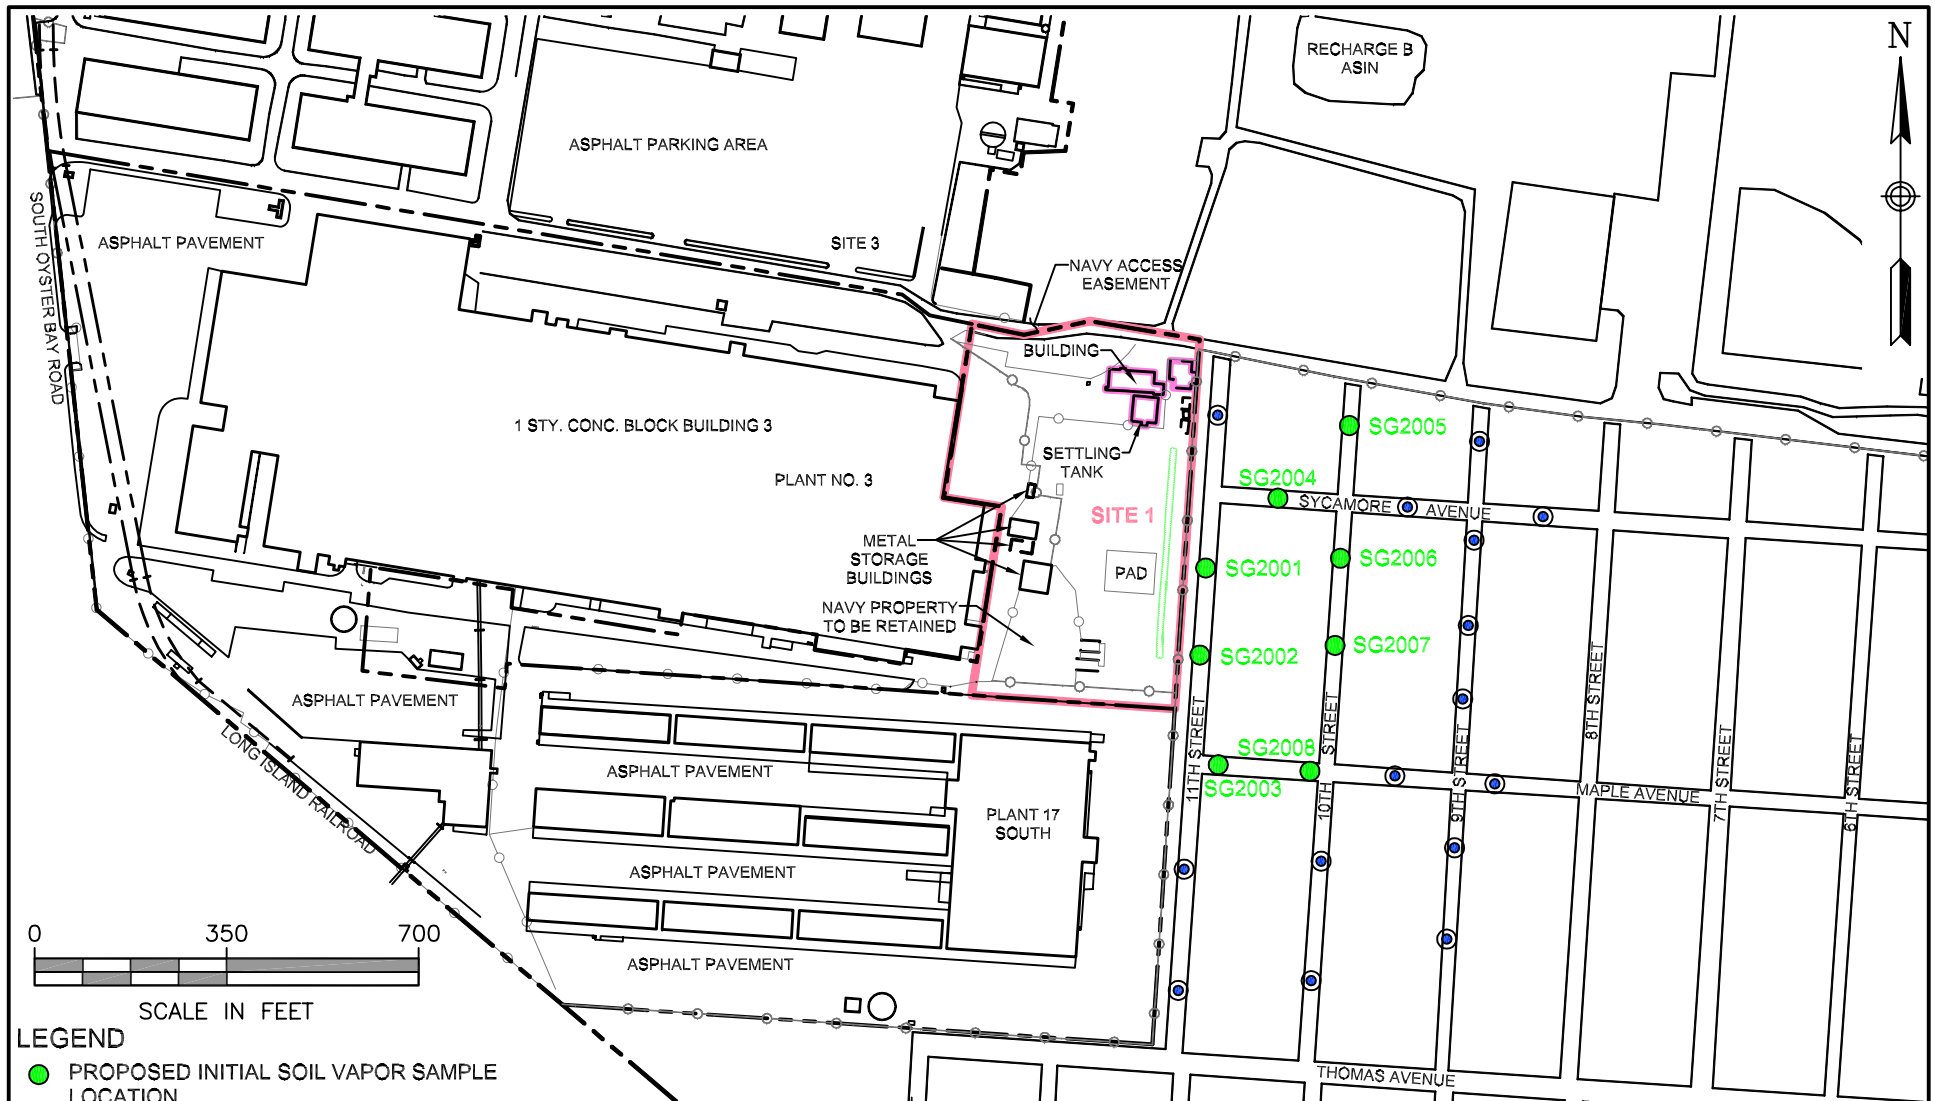 N
RECHARGE B
ASIN
ASPHALT PARKING AREA
SOUTH OYSTER BAY ROAD
ASPHALT PAVEMENT
SITE 3
NAVY ACCESS
EASEMENT
BUILDING
1 STY. CONC. BLOCK BUILDING 3
PLANT NO. 3
SETTLING
TANK
SITE 1
METAL
STORAGE
BUILDINGS
PAD
NAVY PROPERTY
TO BE RETAINED
SG2005
SG2004
SYCAMORE AVENUE
SG2001
SG2006
SG2002
SG2007
ASPHALT PAVEMENT
LONG ISLAND RAILROAD
ASPHALT PAVEMENT
PLANT 17
SOUTH
ASPHALT PAVEMENT
ASPHALT PAVEMENT
SG2008
SG2003
11TH STREET
10TH STREET
9TH STREET
8TH STREET
7TH STREET
6TH STREET
MAPLE AVENUE
THOMAS AVENUE
0 350 700
SCALE IN FEET
LEGEND
PROPOSED INITIAL SOIL VAPOR SAMPLE
LOCATION